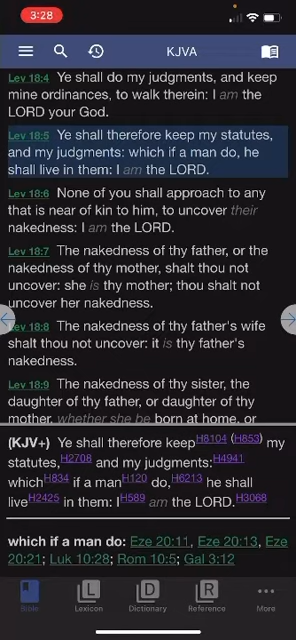 3:28
KJVA
Lev 18:4 Ye shall do my judgments, and keep
mine ordinances, to walk therein: I am the
LORD your God.
Lev 18:5 Ye shall therefore keep my statutes,
and my judgments: which if a man do, he
shall live in them: I am the LORD.
Lev 18:6 None of you shall approach to any
that is near of kin to him, to uncover their
nakedness: I am the LORD.
Lev 18:7 The nakedness of thy father, or the
nakedness of thy mother, shalt thou not
uncover: she is thy mother; thou shalt not
uncover her nakedness.
Lev 18:8 The nakedness of thy father's wife
shalt thou not uncover: it is thy father's
nakedness.
Lev 18:9 The nakedness of thy sister, the
daughter of thy father, or daughter of thy
mother, whether she be born at home, or
(KJV+) Ye shall therefore keepH8104 (H853) my
statutes,H2708 and my judgments:H4941
whichH834 if a manH120 do,H6213 he shall
liveH2425 in them: IH589 am the LORD.H3068
which if a man do: Eze 20:11, Eze 20:13, Eze
20:21; Luk 10:28; Rom 10:5; Gal 3:12
L D R
Bible Lexicon Dictionary Reference More